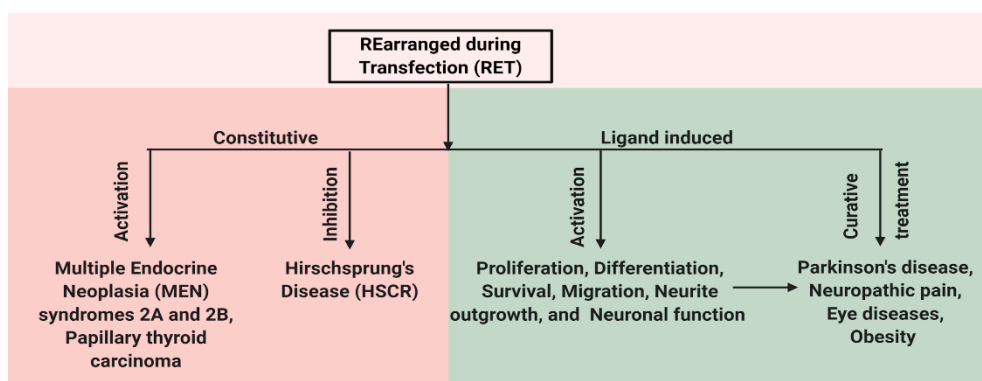 REarranged during
Transfection (RET)
Constitutive
Ligand induced
Activation
Inhibition
Activation
Curative
treatment
Multiple Endocrine
Neoplasia (MEN)
syndromes 2A and 2B,
Papillary thyroid
carcinoma
Hirschsprung's
Disease (HSCR)
Proliferation, Differentiation,
Survival, Migration, Neurite
outgrowth, and Neuronal function
Parkinson's disease,
Neuropathic pain,
Eye diseases,
Obesity